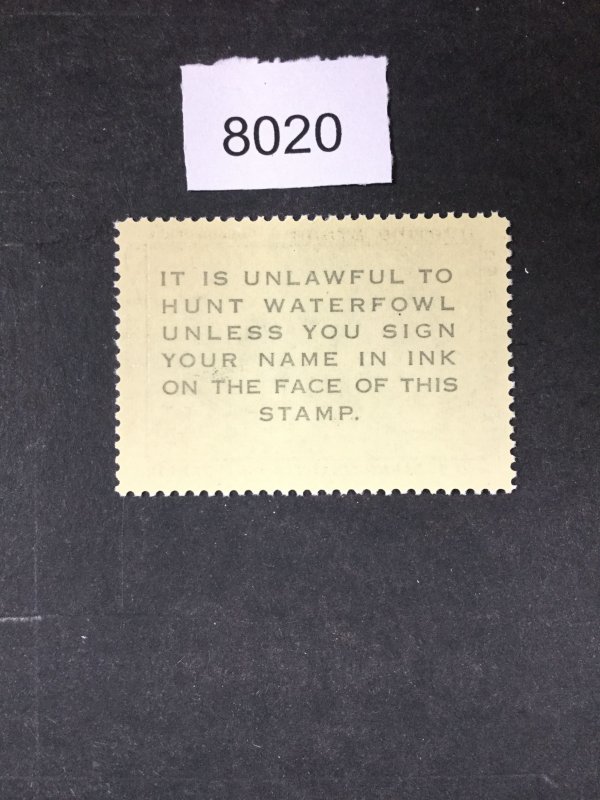 8020
IT IS UNLAWFUL TO
HUNT WATERFOWL
UNLESS YOU SIGN
YOUR NAME IN INK
ON THE FACE OF THIS
STAMP.